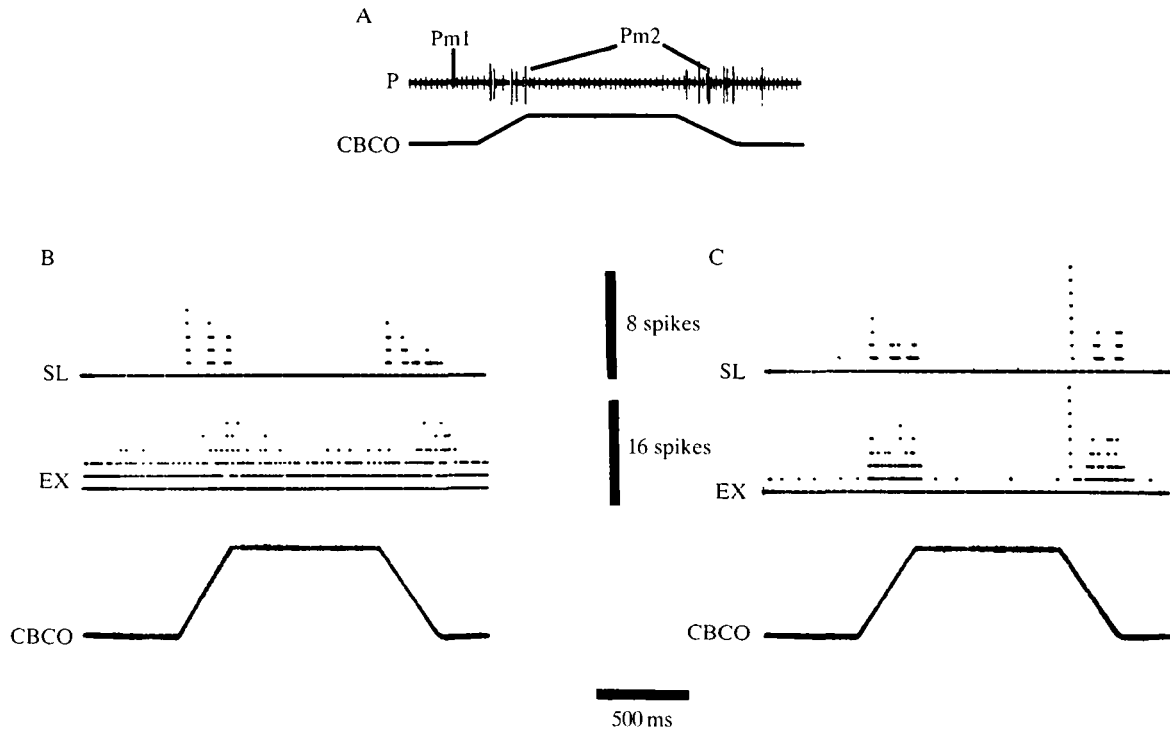 A
Pm1
Pm2
P
CBCO
B
C
8 spikes
SL
SL
16 spikes
EX
EX
CBCO
CBCO
500 ms